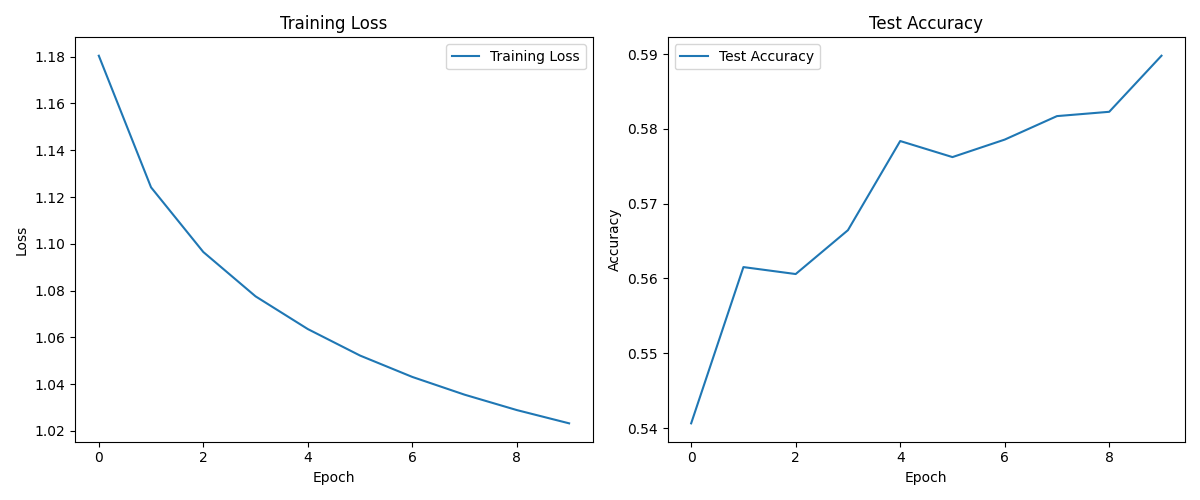 Training Loss
Training Loss
1.18
1.16
1.14
1.12
1.10
1.08
1.06
1.04
1.02
Loss
0 2 4 6 8
Epoch
Test Accuracy
Test Accuracy
0.59
0.58
0.57
0.56
0.55
0.54
Accuracy
0 2 4 6 8
Epoch